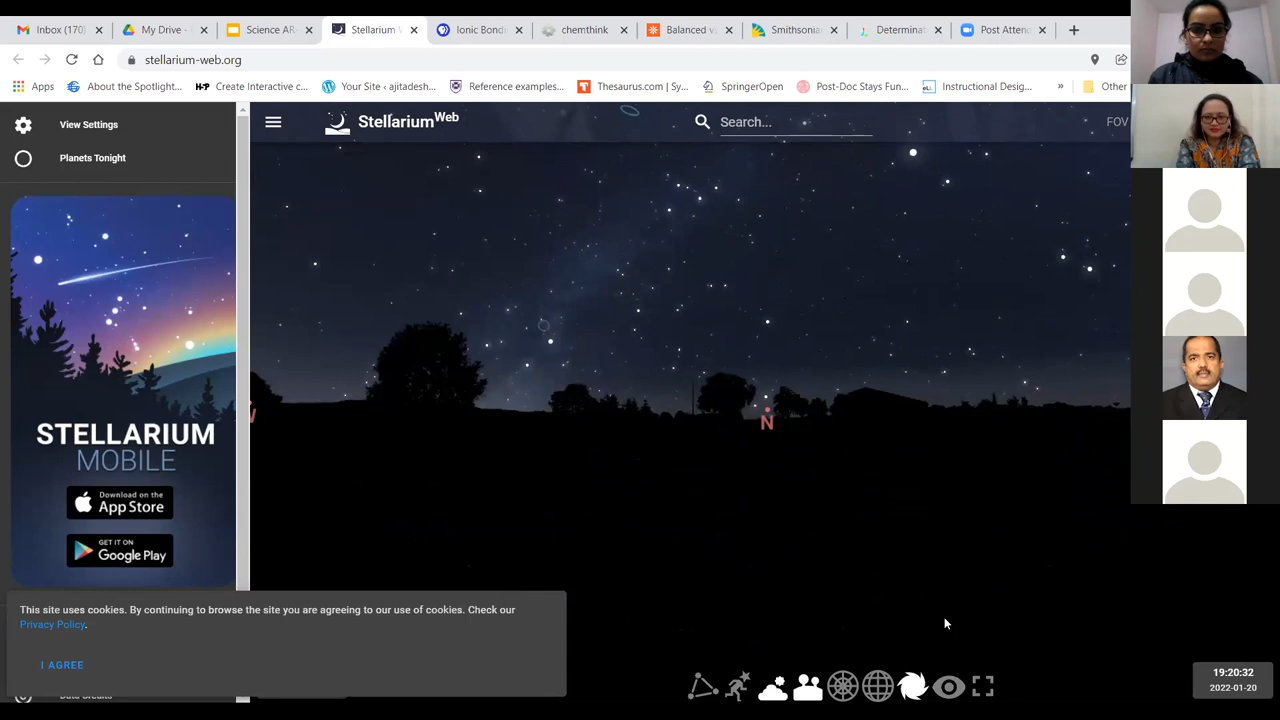 Inbox (170)
My Drive -
Science AR-
Stellarium
Ionic Bond
chemthink
Balanced v
Smithsonia
Determinat
Post Attend
stellarium-web.org
Apps
About the Spotlight...
H-P
Create Interactive c...
Your Site ‹ ajitadesh...
Reference examples...
Thesaurus.com | Sy...
SpringerOpen
Post-Doc Stays Fun...
Instructional Desig...
»
Other
View Settings
Planets Tonight
StellariumWeb
Search...
FOV
STELLARIUM
MOBILE
Download on the
App Store
GET IT ON
Google Play
N
This site uses cookies. By continuing to browse the site you are agreeing to our use of cookies. Check our
Privacy Policy.
I AGREE
Data Credits
19:20:32
2022-01-20